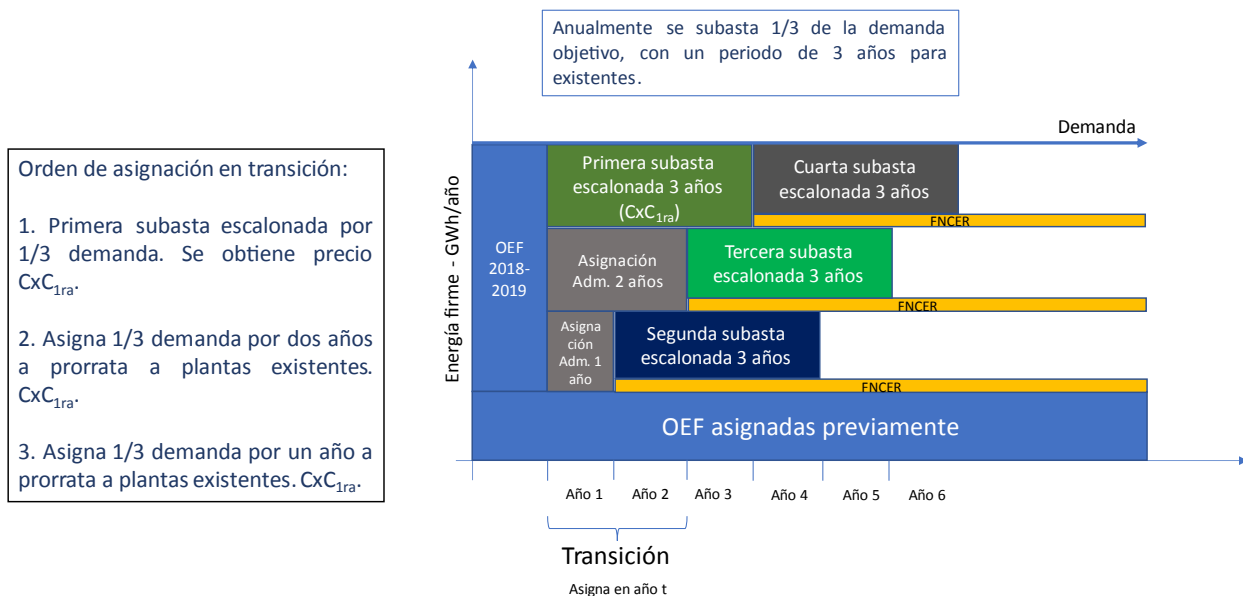 Anualmente se subasta 1/3 de la demanda
objetivo, con un periodo de 3 años para
existentes.
Orden de asignación en transición:
1. Primera subasta escalonada por
1/3 demanda. Se obtiene precio
CxC1ra.
2. Asigna 1/3 demanda por dos años
a prorrata a plantas existentes.
CxC1ra.
3. Asigna 1/3 demanda por un año a
prorrata a plantas existentes. CxC1ra.
Energía firme - GWh/año
Demanda
OEF
2018-
2019
Primera subasta
escalonada 3 años
(CxC1ra)
Cuarta subasta
escalonada 3 años
FNCER
Asignación
Adm. 2 años
Tercera subasta
escalonada 3 años
FNCER
Asigna
ción
Adm. 1
año
Segunda subasta
escalonada 3 años
FNCER
OEF asignadas previamente
Año 1
Año 2
Año 3
Año 4
Año 5
Año 6
Transición
Asigna en año t